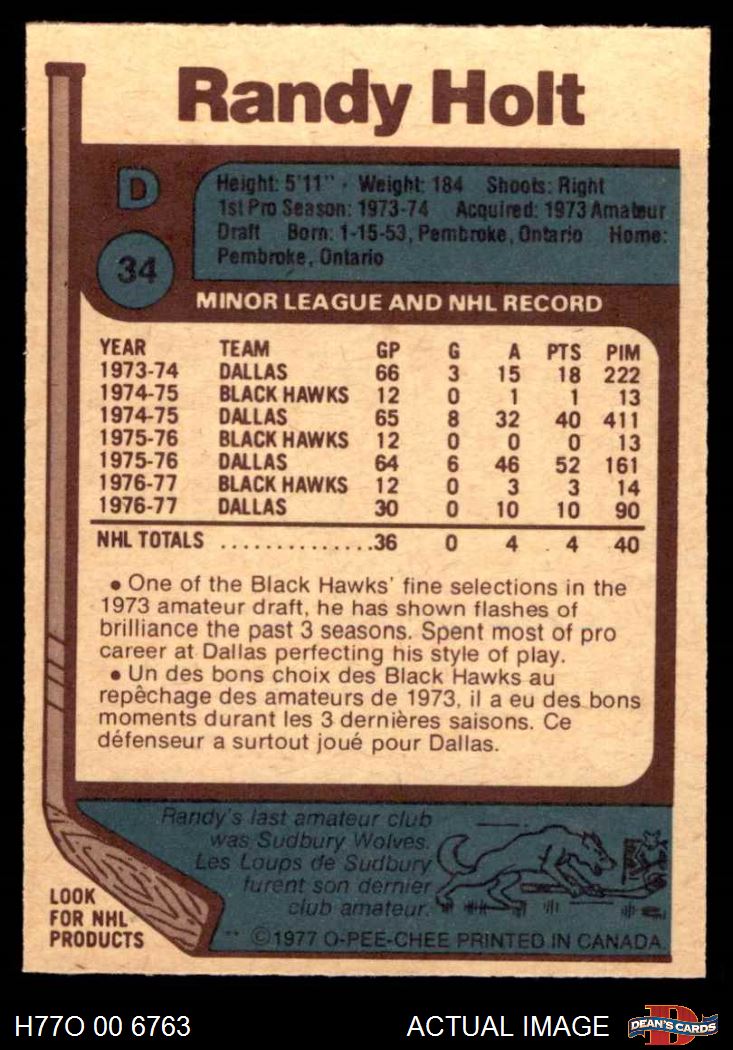 Randy Holt
D
Height: 5'11" · Weight: 184 Shoots: Right
1st Pro Season: 1973-74 Acquired: 1973 Amateur
Draft Born: 1-15-53, Pembroke, Ontario Home:
Pembroke, Ontario
34
MINOR LEAGUE AND NHL RECORD
YEAR TEAM GP G A PTS PIM
1973-74 DALLAS 66 3 15 18 222
1974-75 BLACK HAWKS 12 0 1 1 13
1974-75 DALLAS 65 8 32 40 411
1975-76 BLACK HAWKS 12 0 0 0 13
1975-76 DALLAS 64 6 46 52 161
1976-77 BLACK HAWKS 12 0 3 3 14
1976-77 DALLAS 30 0 10 10 90
NHL TOTALS ...............36 0 4 4 40
• One of the Black Hawks' fine selections in the
1973 amateur draft, he has shown flashes of
brilliance the past 3 seasons. Spent most of pro
career at Dallas perfecting his style of play.
• Un des bons choix des Black Hawks au
repêchage des amateurs de 1973, il a eu des bons
moments durant les 3 dernières saisons. Ce
défenseur a surtout joué pour Dallas.
Randy's last amateur club
was Sudbury Wolves.
Les Loups de Sudbury
furent son dernier
club amateur.
LOOK
FOR NHL
PRODUCTS
** ©1977 O-PEE-CHEE PRINTED IN CANADA.
H77O 00 6763
ACTUAL IMAGE
D
DEAN'S CARDS